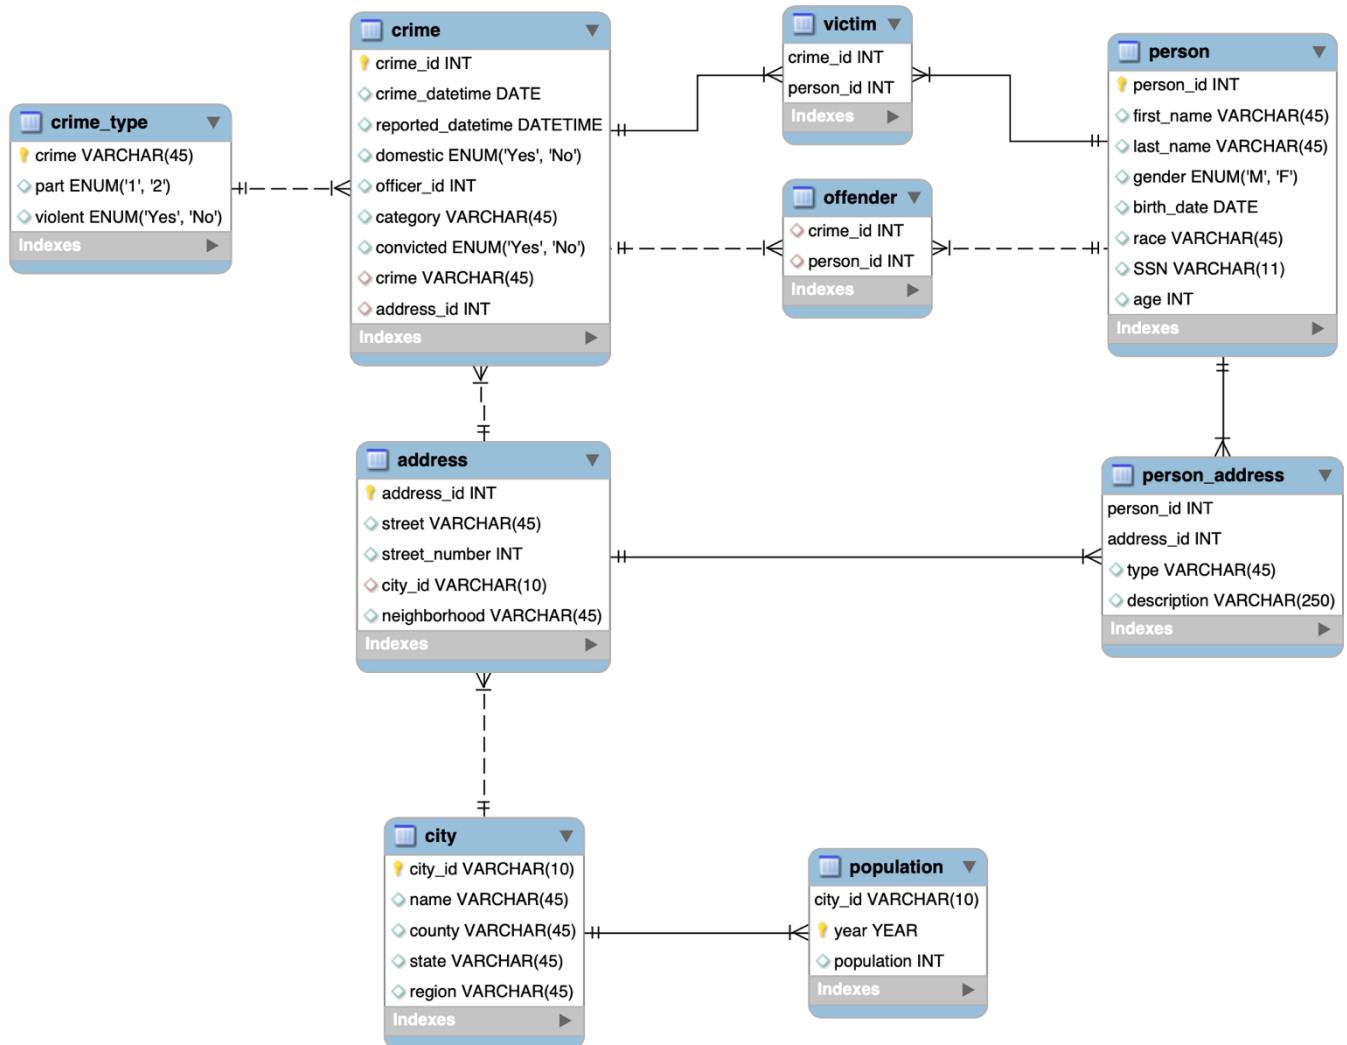 crime
crime_id INT
crime_datetime DATE
reported_datetime DATETIME
domestic ENUM('Yes', 'No')
officer_id INT
category VARCHAR(45)
convicted ENUM('Yes', 'No')
crime VARCHAR(45)
address_id INT
Indexes
victim
crime_id INT
person_id INT
Indexes
person
person_id INT
first_name VARCHAR(45)
last_name VARCHAR(45)
gender ENUM('M', 'F')
birth_date DATE
race VARCHAR(45)
SSN VARCHAR(11)
age INT
Indexes
crime_type
crime VARCHAR(45)
part ENUM('1', '2')
violent ENUM('Yes', 'No')
Indexes
offender
crime_id INT
person_id INT
Indexes
address
address_id INT
street VARCHAR(45)
street_number INT
city_id VARCHAR(10)
neighborhood VARCHAR(45)
Indexes
person_address
person_id INT
address_id INT
type VARCHAR(45)
description VARCHAR(250)
Indexes
city
city_id VARCHAR(10)
name VARCHAR(45)
county VARCHAR(45)
state VARCHAR(45)
region VARCHAR(45)
Indexes
population
city_id VARCHAR(10)
year YEAR
population INT
Indexes